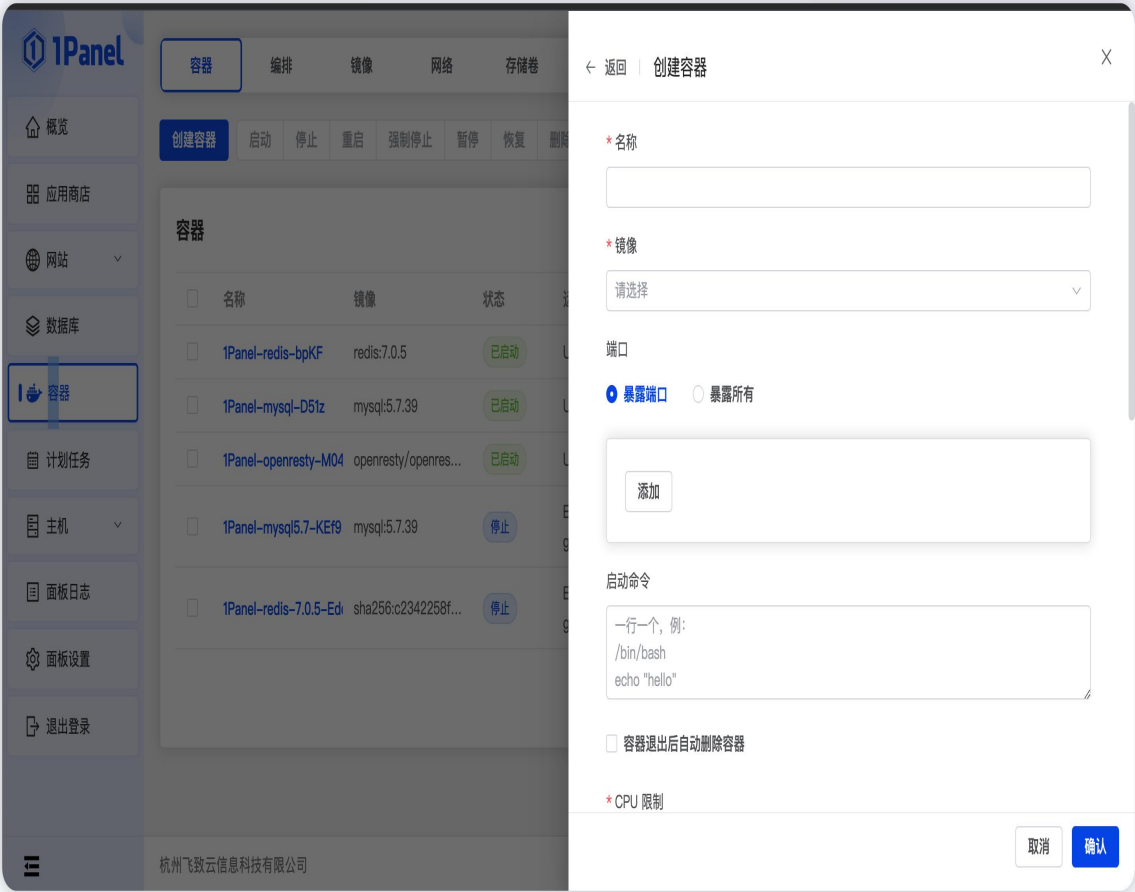 1Panel
概览
应用商店
网站
数据库
容器
计划任务
主机
面板日志
面板设置
退出登录
容器 编排 镜像 网络 存储卷
创建容器 启动 停止 重启 强制停止 暂停 恢复
容器
名称 镜像 状态
1Panel-redis-bpKF redis:7.0.5 已启动
1Panel-mysql-D51z mysql:5.7.39 已启动
1Panel-openresty-M04 openresty/openres... 已启动
1Panel-mysql5.7-KEf9 mysql:5.7.39 停止
1Panel-redis-7.0.5-Ed sha256:c2342258f... 停止
杭州飞致云信息科技有限公司
← 返回 创建容器 X
* 名称
* 镜像
请选择
端口
暴露端口 暴露所有
添加
启动命令
一行一个，例：
/bin/bash
echo "hello"
容器退出后自动删除容器
* CPU 限制
取消 确认